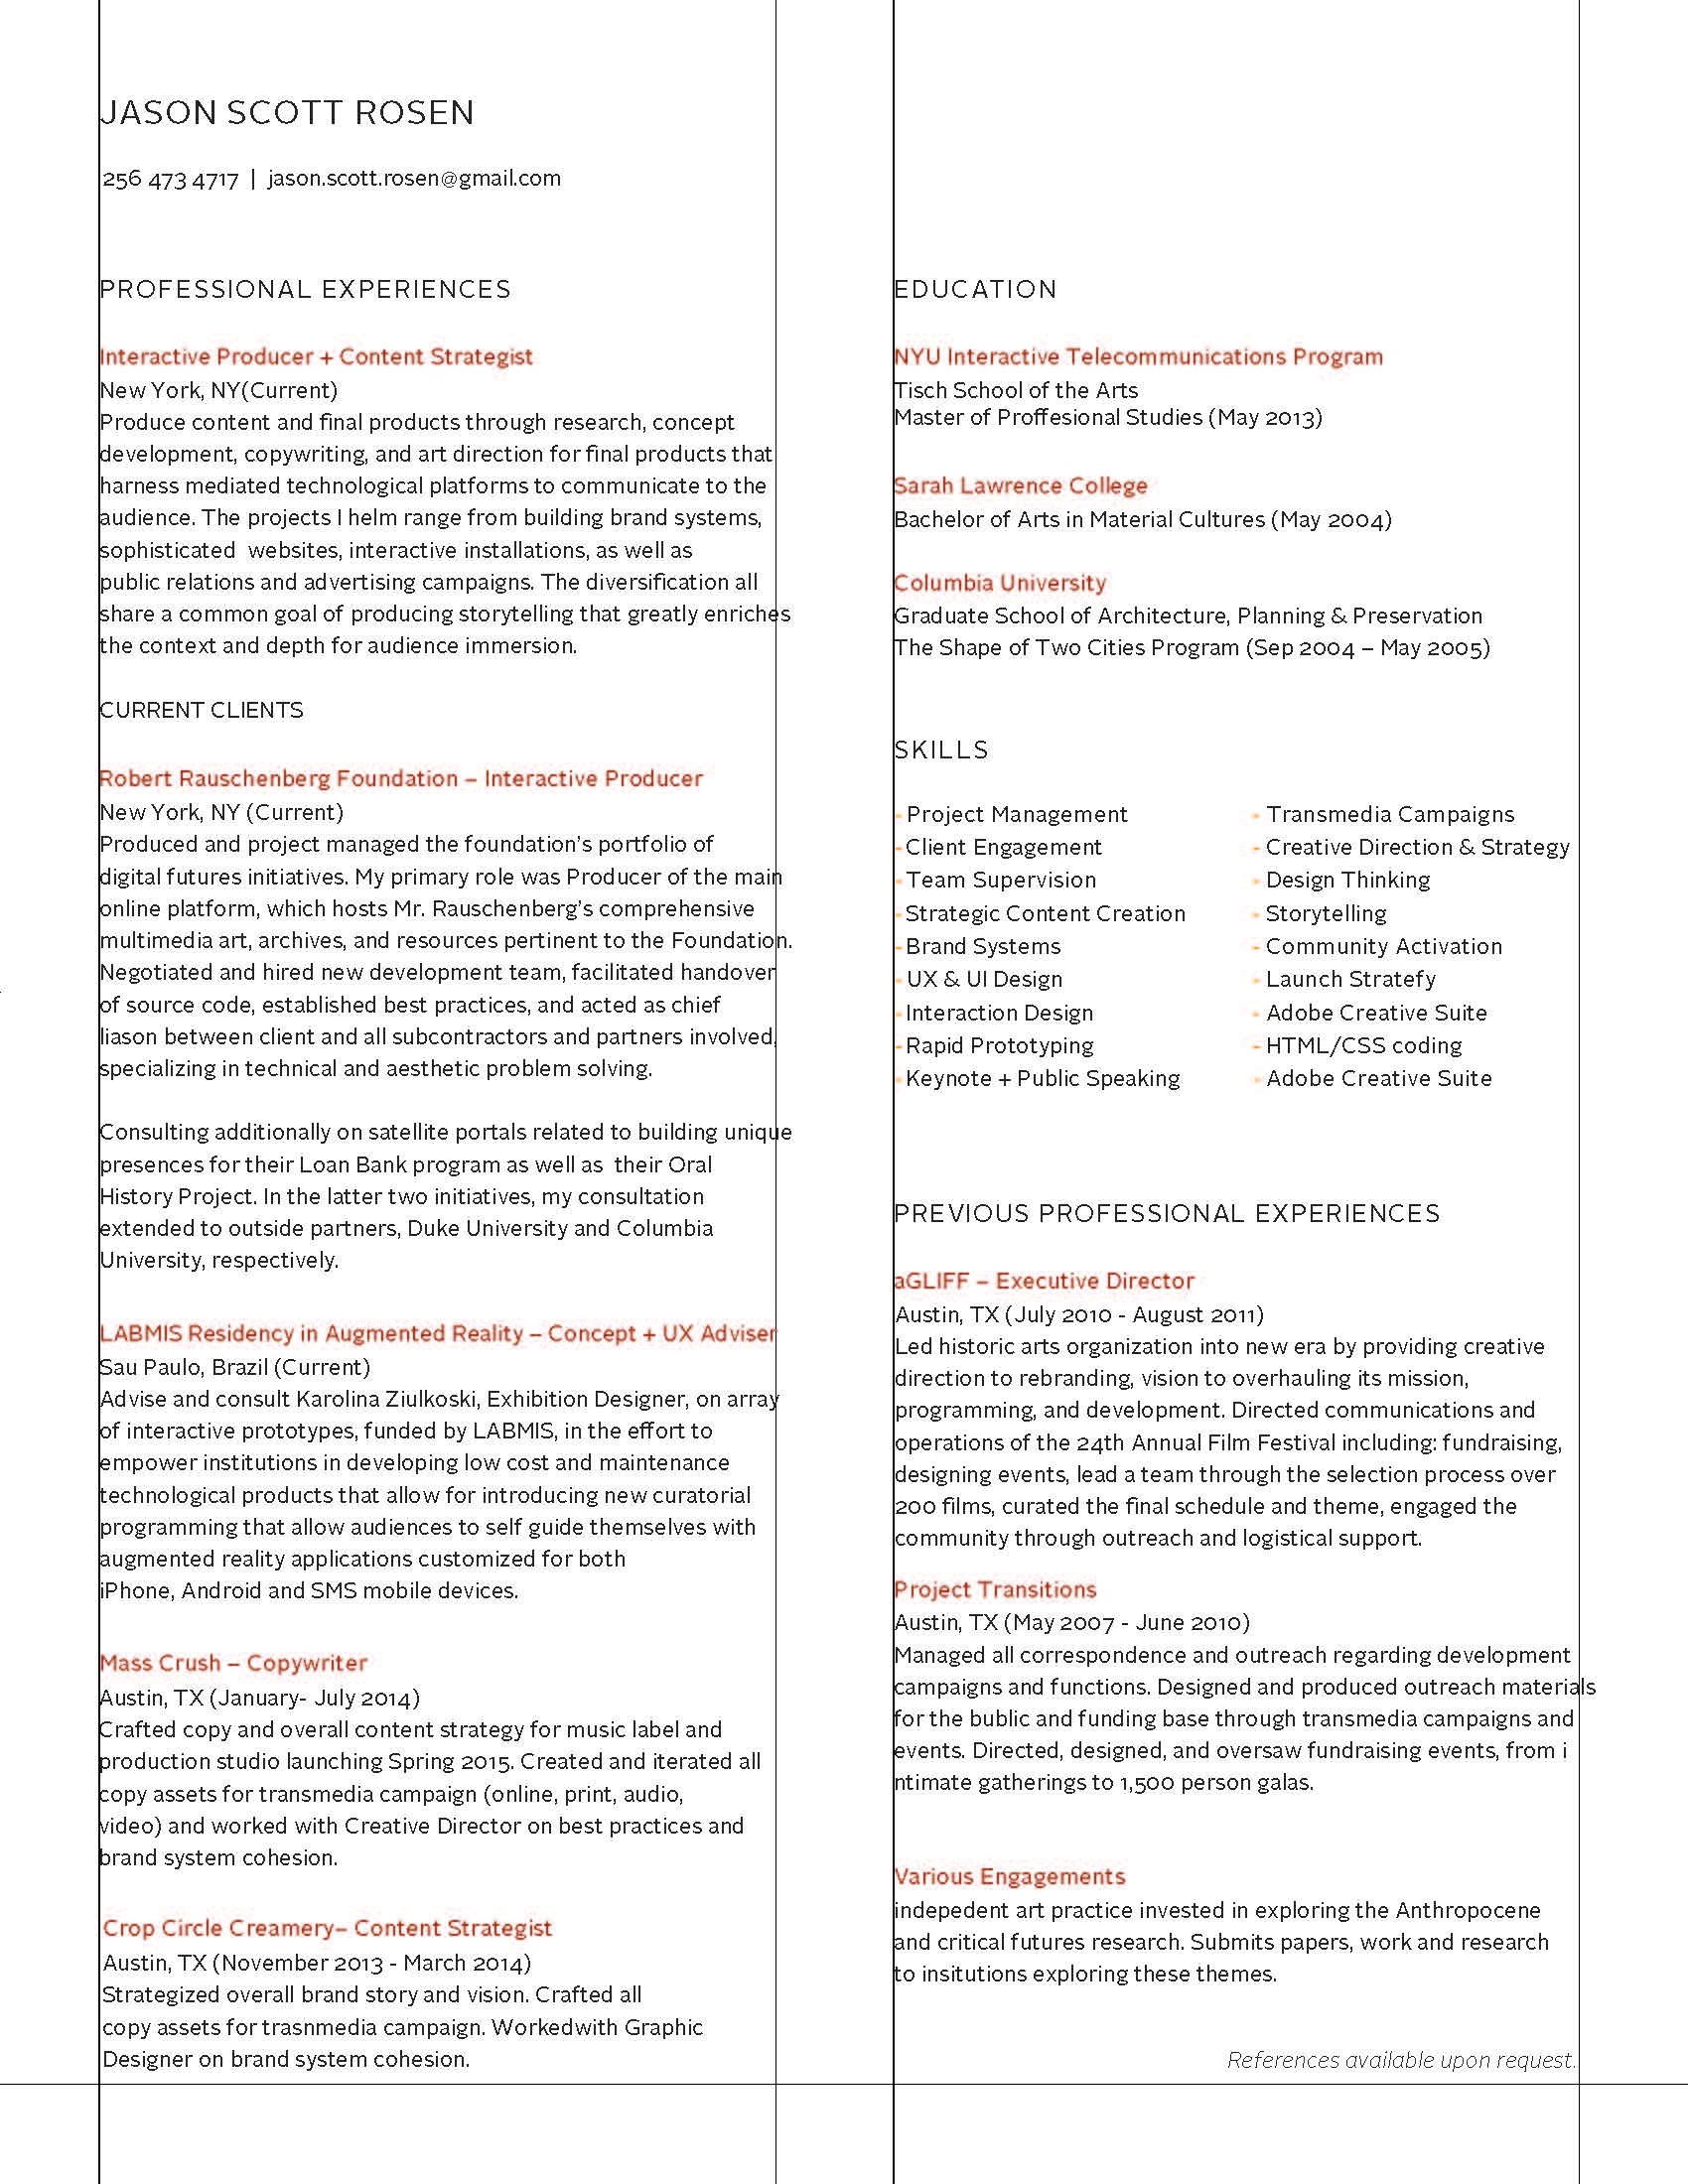 JASON SCOTT ROSEN
256 473 4717 | jason.scott.rosen@gmail.com
PROFESSIONAL EXPERIENCES
Interactive Producer + Content Strategist
New York, NY(Current)
Produce content and final products through research, concept
development, copywriting, and art direction for final products that
harness mediated technological platforms to communicate to the
audience. The projects I helm range from building brand systems,
sophisticated  websites, interactive installations, as well as
public relations and advertising campaigns. The diversification all
share a common goal of producing storytelling that greatly enriches
the context and depth for audience immersion.
CURRENT CLIENTS
Robert Rauschenberg Foundation – Interactive Producer
New York, NY (Current)
Produced and project managed the foundation's portfolio of
digital futures initiatives. My primary role was Producer of the main
online platform, which hosts Mr. Rauschenberg's comprehensive
multimedia art, archives, and resources pertinent to the Foundation.
Negotiated and hired new development team, facilitated handover
of source code, established best practices, and acted as chief
liason between client and all subcontractors and partners involved,
specializing in technical and aesthetic problem solving.
Consulting additionally on satellite portals related to building unique
presences for their Loan Bank program as well as  their Oral
History Project. In the latter two initiatives, my consultation
extended to outside partners, Duke University and Columbia
University, respectively.
LABMIS Residency in Augmented Reality – Concept + UX Adviser
Sau Paulo, Brazil (Current)
Advise and consult Karolina Ziulkoski, Exhibition Designer, on array
of interactive prototypes, funded by LABMIS, in the effort to
empower institutions in developing low cost and maintenance
technological products that allow for introducing new curatorial
programming that allow audiences to self guide themselves with
augmented reality applications customized for both
iPhone, Android and SMS mobile devices.
Mass Crush – Copywriter
Austin, TX (January- July 2014)
Crafted copy and overall content strategy for music label and
production studio launching Spring 2015. Created and iterated all
copy assets for transmedia campaign (online, print, audio,
video) and worked with Creative Director on best practices and
brand system cohesion.
Crop Circle Creamery– Content Strategist
Austin, TX (November 2013 - March 2014)
Strategized overall brand story and vision. Crafted all
copy assets for trasnmedia campaign. Workedwith Graphic
Designer on brand system cohesion.
EDUCATION
NYU Interactive Telecommunications Program
Tisch School of the Arts
Master of Proffesional Studies (May 2013)
Sarah Lawrence College
Bachelor of Arts in Material Cultures (May 2004)
Columbia University
Graduate School of Architecture, Planning & Preservation
The Shape of Two Cities Program (Sep 2004 – May 2005)
SKILLS
- Project Management
- Client Engagement
- Team Supervision
- Strategic Content Creation
- Brand Systems
- UX & UI Design
- Interaction Design
- Rapid Prototyping
- Keynote + Public Speaking
- Transmedia Campaigns
- Creative Direction & Strategy
- Design Thinking
- Storytelling
- Community Activation
- Launch Stratefy
- Adobe Creative Suite
- HTML/CSS coding
- Adobe Creative Suite
PREVIOUS PROFESSIONAL EXPERIENCES
aGLIFF – Executive Director
Austin, TX (July 2010 - August 2011)
Led historic arts organization into new era by providing creative
direction to rebranding, vision to overhauling its mission,
programming, and development. Directed communications and
operations of the 24th Annual Film Festival including: fundraising,
designing events, lead a team through the selection process over
200 films, curated the final schedule and theme, engaged the
community through outreach and logistical support.
Project Transitions
Austin, TX (May 2007 - June 2010)
Managed all correspondence and outreach regarding development
campaigns and functions. Designed and produced outreach materials
for the bublic and funding base through transmedia campaigns and
events. Directed, designed, and oversaw fundraising events, from i
ntimate gatherings to 1,500 person galas.
Various Engagements
indepedent art practice invested in exploring the Anthropocene
and critical futures research. Submits papers, work and research
to insitutions exploring these themes.
References available upon request.